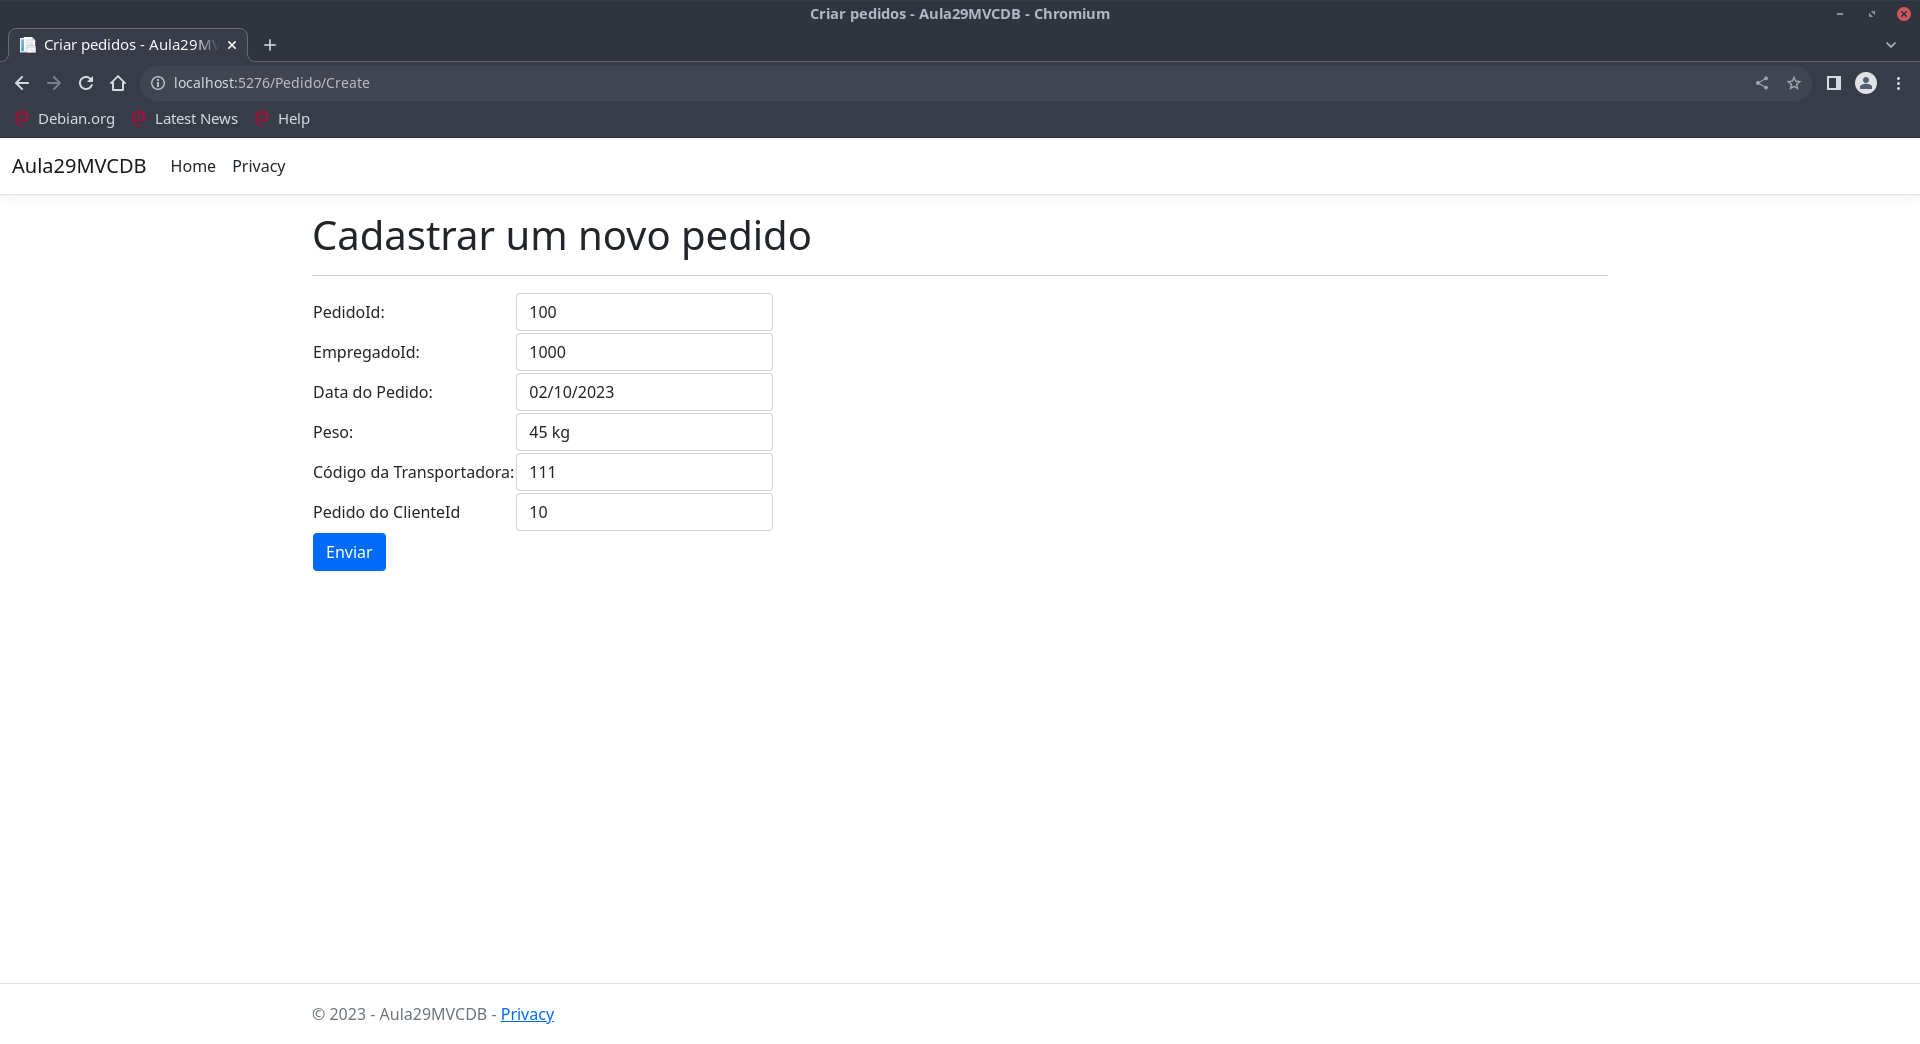 Criar pedidos - Aula29MVCDB - Chromium
Criar pedidos - Aula29MV
localhost:5276/Pedido/Create
Debian.org Latest News Help
Aula29MVCDB Home Privacy
Cadastrar um novo pedido
PedidoId: 100
EmpregadoId: 1000
Data do Pedido: 02/10/2023
Peso: 45 kg
Código da Transportadora: 111
Pedido do ClienteId 10
Enviar
© 2023 - Aula29MVCDB - Privacy